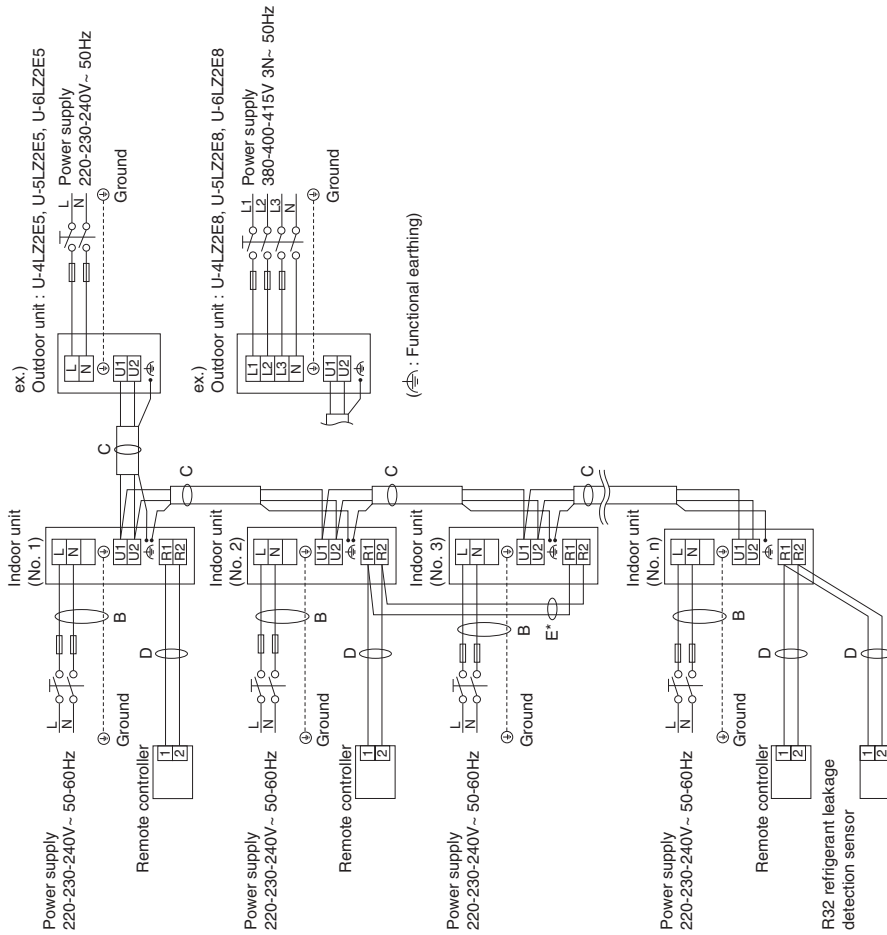 ex.)
Outdoor unit : U-4LZ2E5, U-5LZ2E5, U-6LZ2E5
Power supply
220-230-240V ~ 50Hz
L
N
Ground
L
N
U1
U2
C
ex.)
Outdoor unit : U-4LZ2E8, U-5LZ2E8, U-6LZ2E8
Power supply
380-400-415V 3N~ 50Hz
L1
L2
L3
N
Ground
L1
L2
L3
N
U1
U2
( : Functional earthing)
Indoor unit
(No. 1)
L
N
U1
U2
R1
R2
B
D
C
L
N
Ground
Power supply
220-230-240V ~ 50-60Hz
Remote controller
1
2
Indoor unit
(No. 2)
L
N
U1
U2
R1
R2
B
D
C
L
N
Ground
Power supply
220-230-240V ~ 50-60Hz
Remote controller
1
2
Indoor unit
(No. 3)
L
N
U1
U2
R1
R2
B
E*
C
L
N
Ground
Power supply
220-230-240V ~ 50-60Hz
Indoor unit
(No. n)
L
N
U1
U2
R1
R2
B
D
D
L
N
Ground
Power supply
220-230-240V ~ 50-60Hz
Remote controller
1
2
R32 refrigerant leakage
detection sensor
1
2